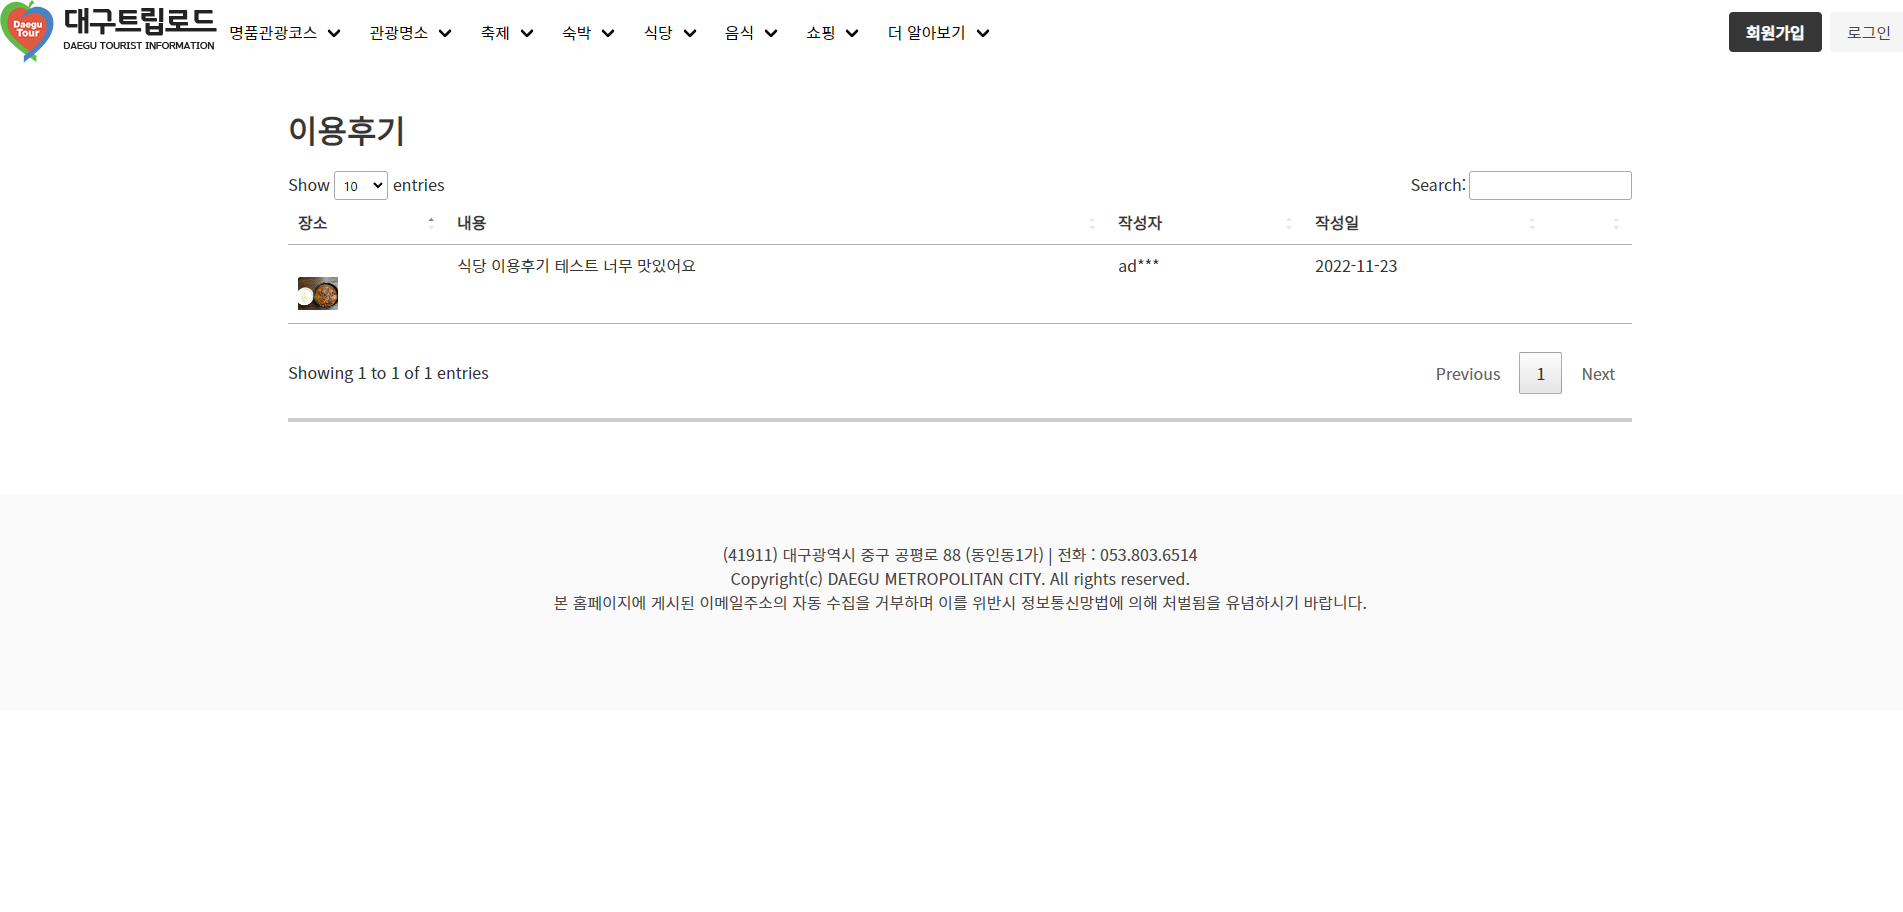 Daegu Tour
대구트립로드
DAEGU TOURIST INFORMATION
명품관광코스 관광명소 축제 숙박 식당 음식 쇼핑 더 알아보기 회원가입 로그인
이용후기
Show 10 entries Search:
장소 내용 작성자 작성일
식당 이용후기 테스트 너무 맛있어요 ad*** 2022-11-23
Showing 1 to 1 of 1 entries Previous 1 Next
(41911) 대구광역시 중구 공평로 88 (동인동1가) | 전화 : 053.803.6514
Copyright(c) DAEGU METROPOLITAN CITY. All rights reserved.
본 홈페이지에 게시된 이메일주소의 자동 수집을 거부하며 이를 위반시 정보통신망법에 의해 처벌됨을 유념하시기 바랍니다.